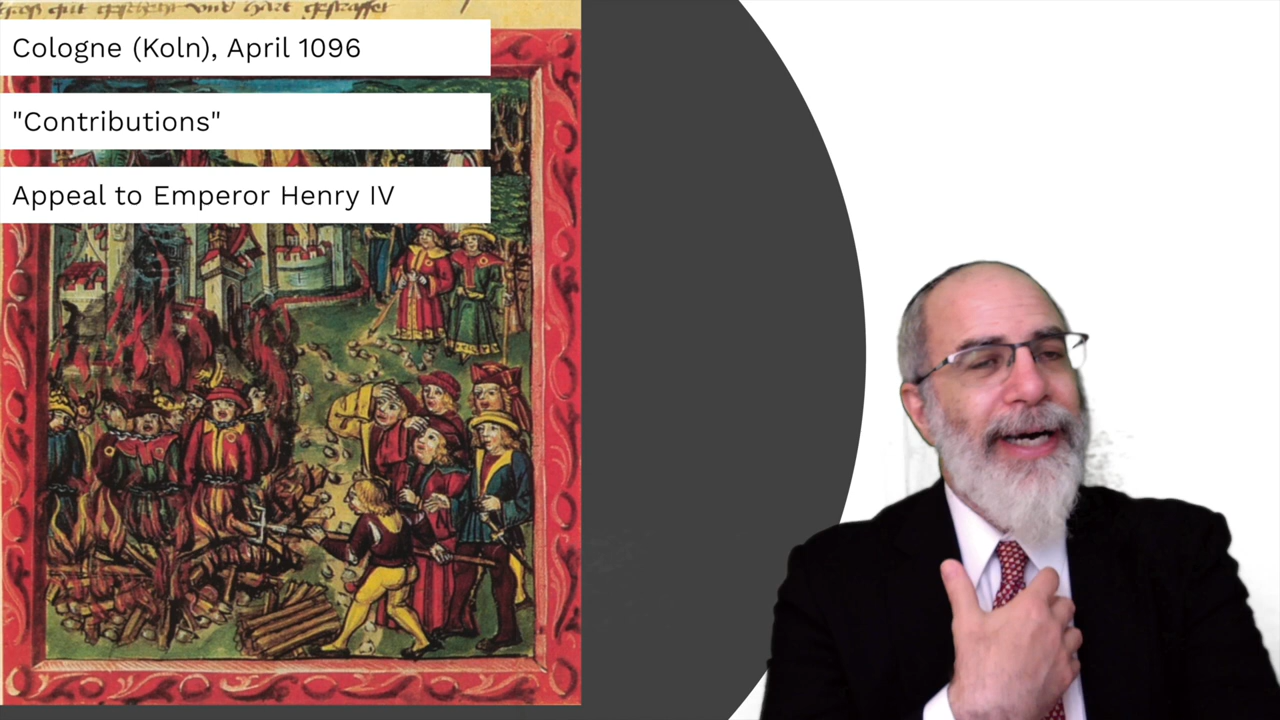 Cologne (Koln), April 1096
"Contributions"
Appeal to Emperor Henry IV